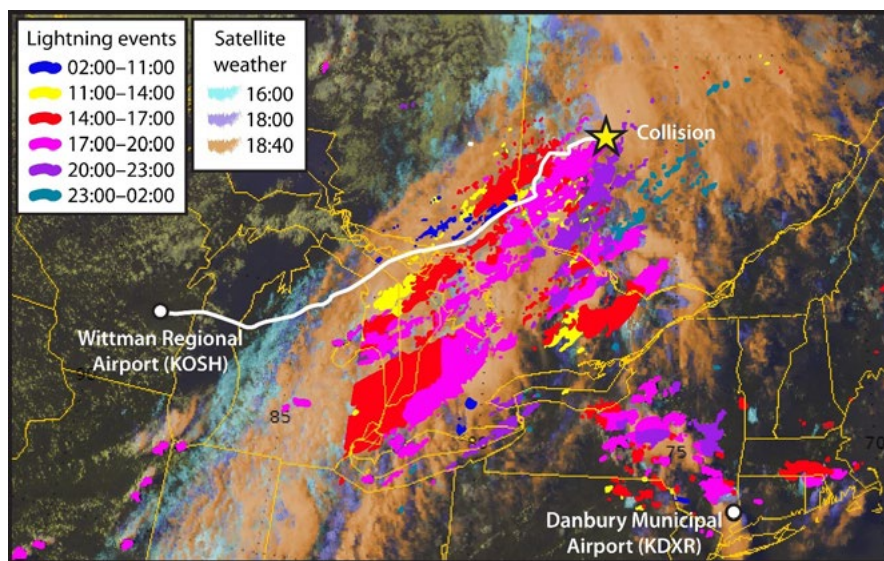 Lightning events
02:00–11:00
11:00–14:00
14:00–17:00
17:00–20:00
20:00–23:00
23:00–02:00
Satellite
weather
16:00
18:00
18:40
Collision
Wittman Regional
Airport (KOSH)
85
80
75
70
Danbury Municipal
Airport (KDXR)